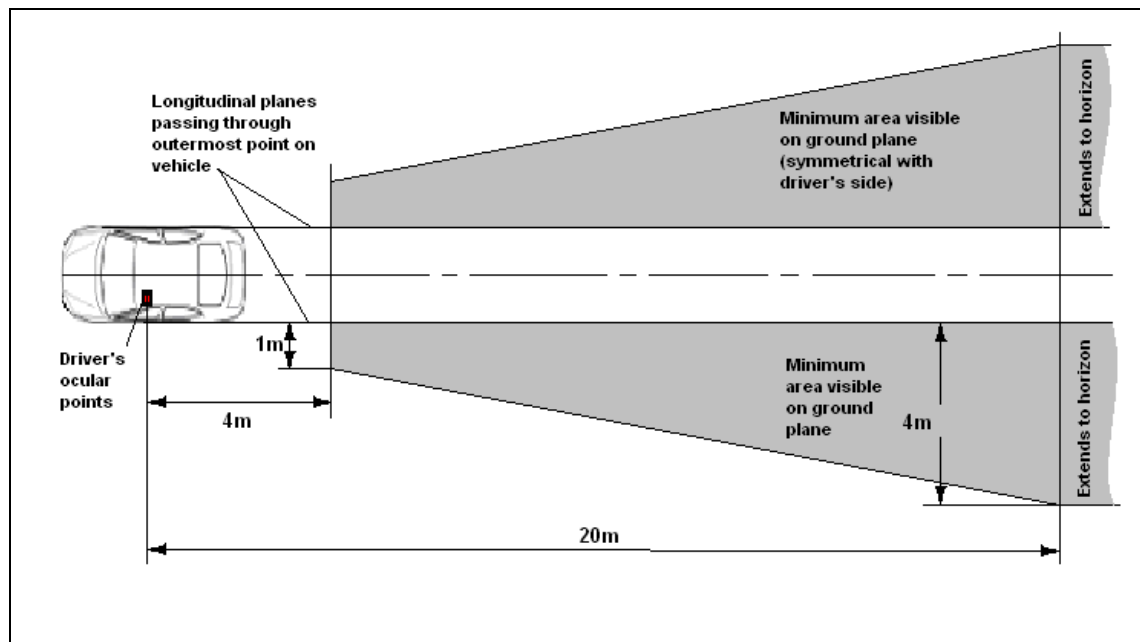 Longitudinal planes
passing through
outermost point on
vehicle
Minimum area visible
on ground plane
(symmetrical with
driver's side)
Extends to horizon
1m
Driver's
ocular
points
4m
Minimum
area visible
on ground
plane
4m
Extends to horizon
20m